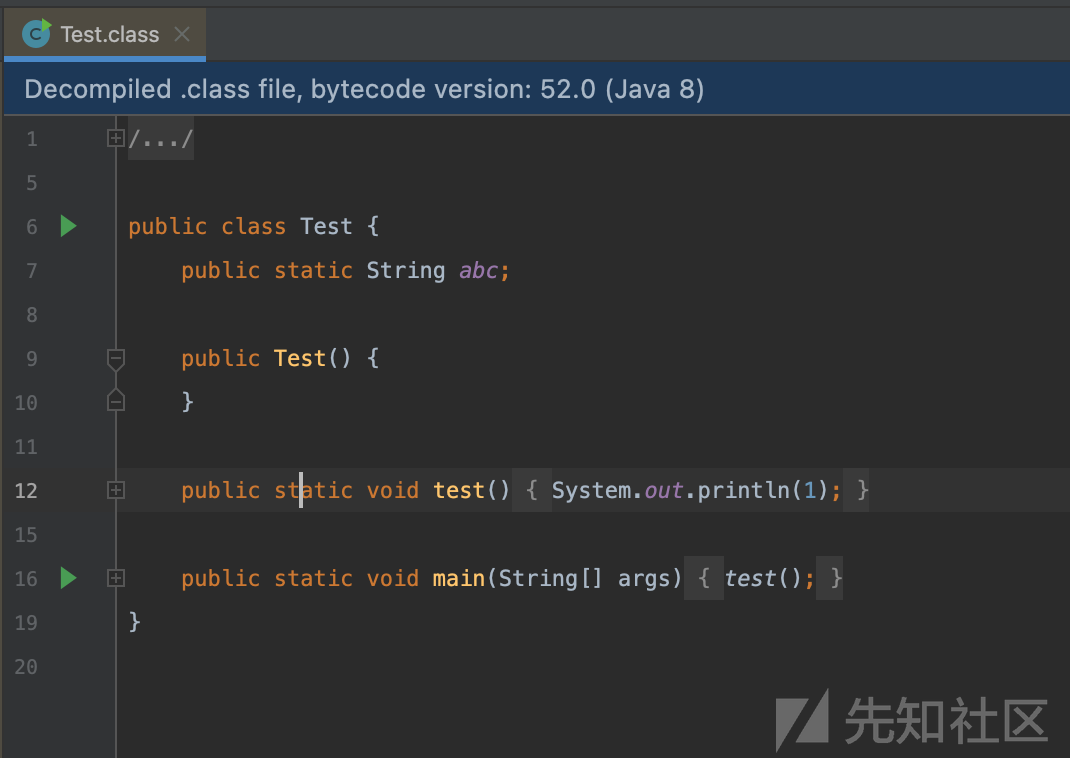 Test.class
Decompiled .class file, bytecode version: 52.0 (Java 8)
1 /.../
5
6 public class Test {
7 public static String abc;
8
9 public Test() {
10 }
11
12 public static void test() { System.out.println(1); }
15
16 public static void main(String[] args) { test(); }
19 }
20
先知社区